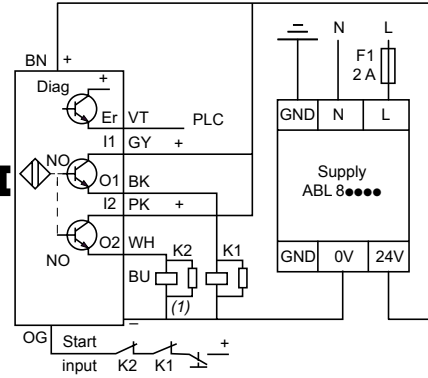 N L
F1
2 A
BN +
Diag +
GND N L
Er VT PLC
I1 GY +
NO
O1 BK
Supply
ABL 8●●●●
I2 PK +
O2 WH K2 K1
NO
GND 0V 24V
BU
(1)
–
OG Start +
input K2 K1